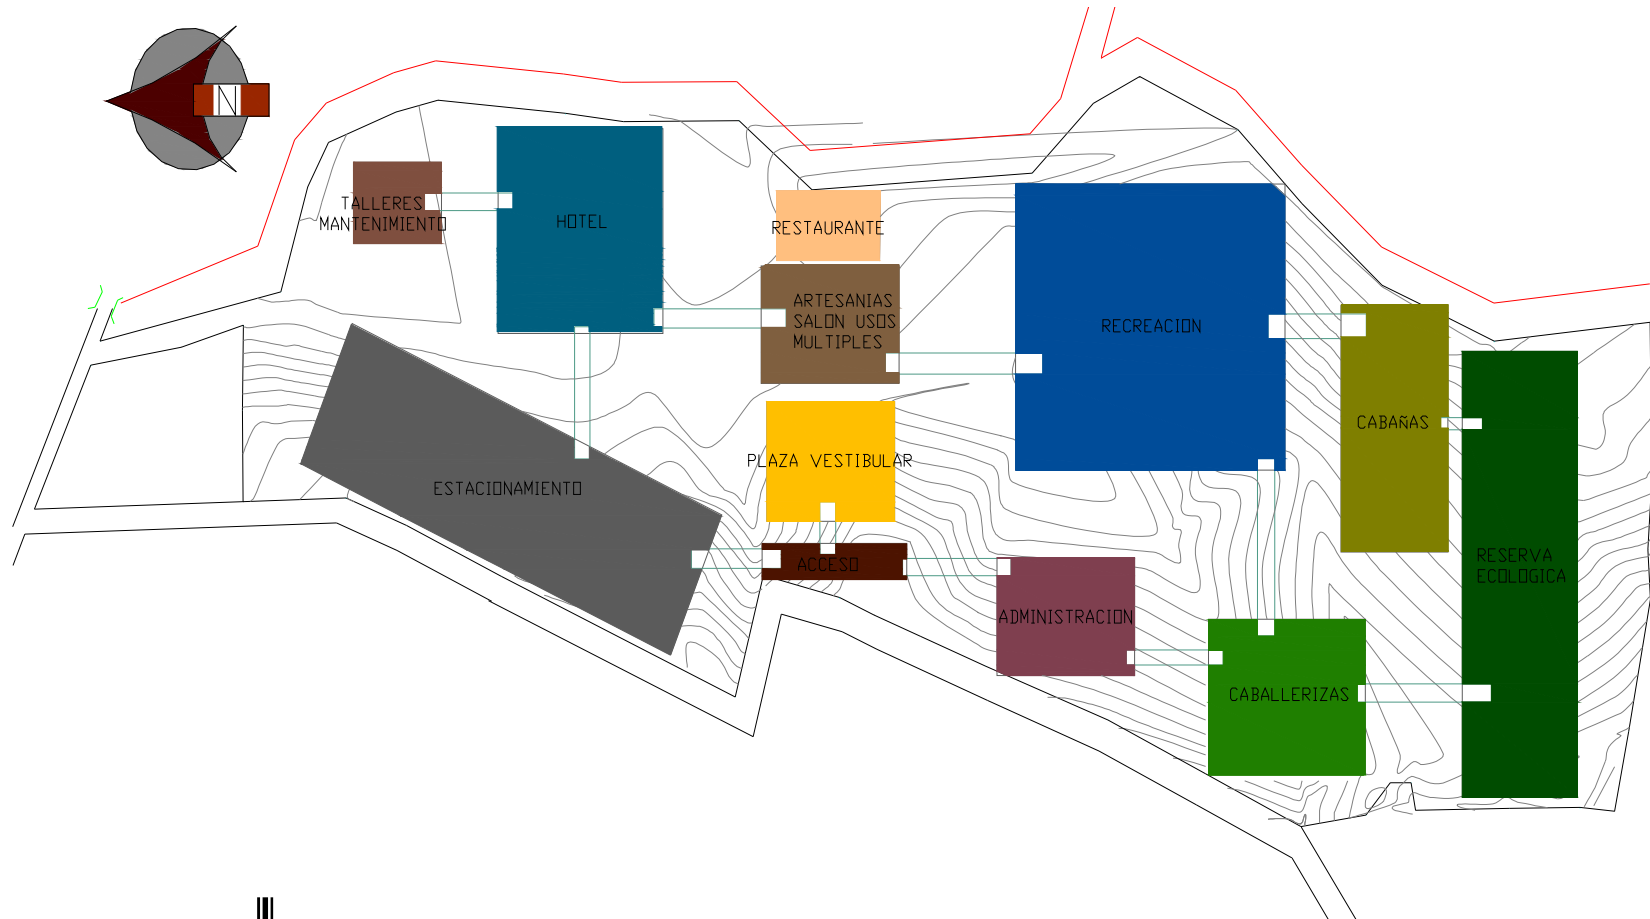 N
TALLERES
MANTENIMIENTO
HOTEL
RESTAURANTE
ARTESANIAS
SALON USOS
MULTIPLES
RECREACION
CABAñAS
PLAZA VESTIBULAR
ESTACIONAMIENTO
ACCESO
RESERVA
ECOLOGICA
ADMINISTRACION
CABALLERIZAS